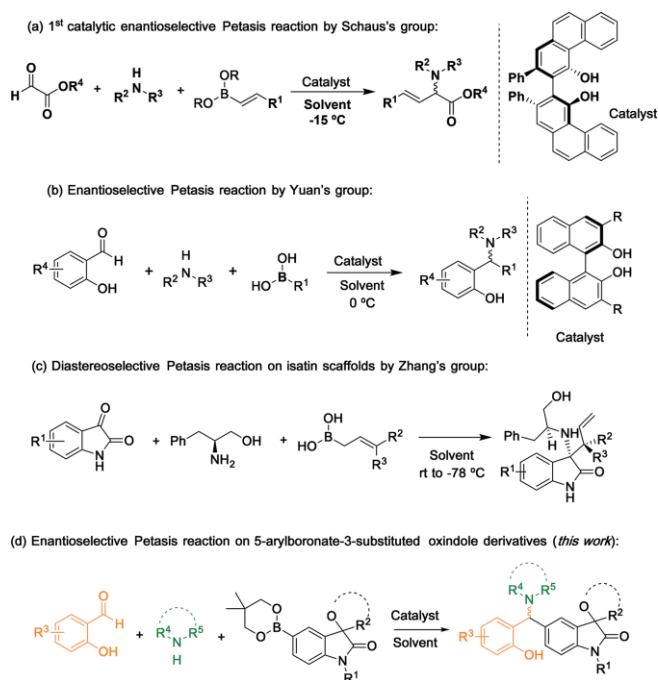 (a) 1st catalytic enantioselective Petasis reaction by Schaus's group:
O
H
OR⁴
O
+
H
R²
N
R³
+
OR
RO
B
R¹
Catalyst
Solvent
-15 ºC
R²
N
R³
R¹
OR⁴
O
Ph
OH
Ph
OH
Catalyst
(b) Enantioselective Petasis reaction by Yuan's group:
O
H
R⁴
OH
+
H
R²
N
R³
+
OH
HO
B
R¹
Catalyst
Solvent
0 ºC
R²
N
R³
R¹
R⁴
OH
R
OH
OH
R
Catalyst
(c) Diastereoselective Petasis reaction on isatin scaffolds by Zhang's group:
O
R¹
O
N
H
+
Ph
OH
NH₂
+
OH
HO
B
R²
R³
Solvent
rt to -78 ºC
OH
Ph
H
NH
R²
R³
R¹
O
N
H
(d) Enantioselective Petasis reaction on 5-arylboronate-3-substituted oxindole derivatives (this work):
O
H
R³
OH
+
R⁴
N
R⁵
H
+
O
O
B
O
R²
O
N
R¹
Catalyst
Solvent
R⁴
N
R⁵
R³
OH
O
R²
O
N
R¹